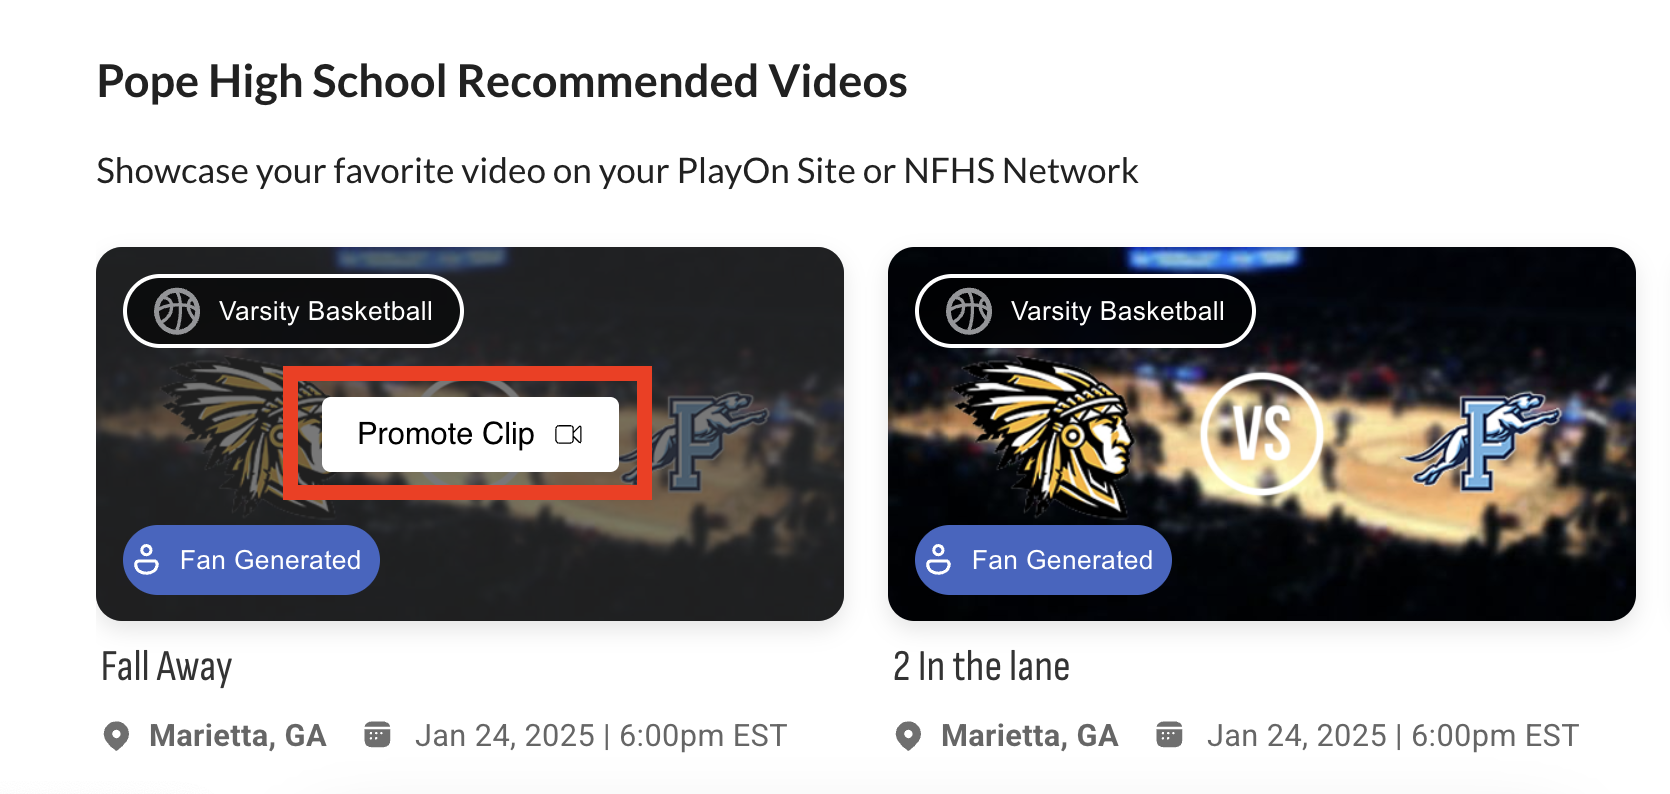 Pope High School Recommended Videos
Showcase your favorite video on your PlayOn Site or NFHS Network
Varsity Basketball
Promote Clip
P
Fan Generated
Fall Away
Marietta, GA
Jan 24, 2025 | 6:00pm EST
Varsity Basketball
VS
P
Fan Generated
2 In the lane
Marietta, GA
Jan 24, 2025 | 6:00pm EST